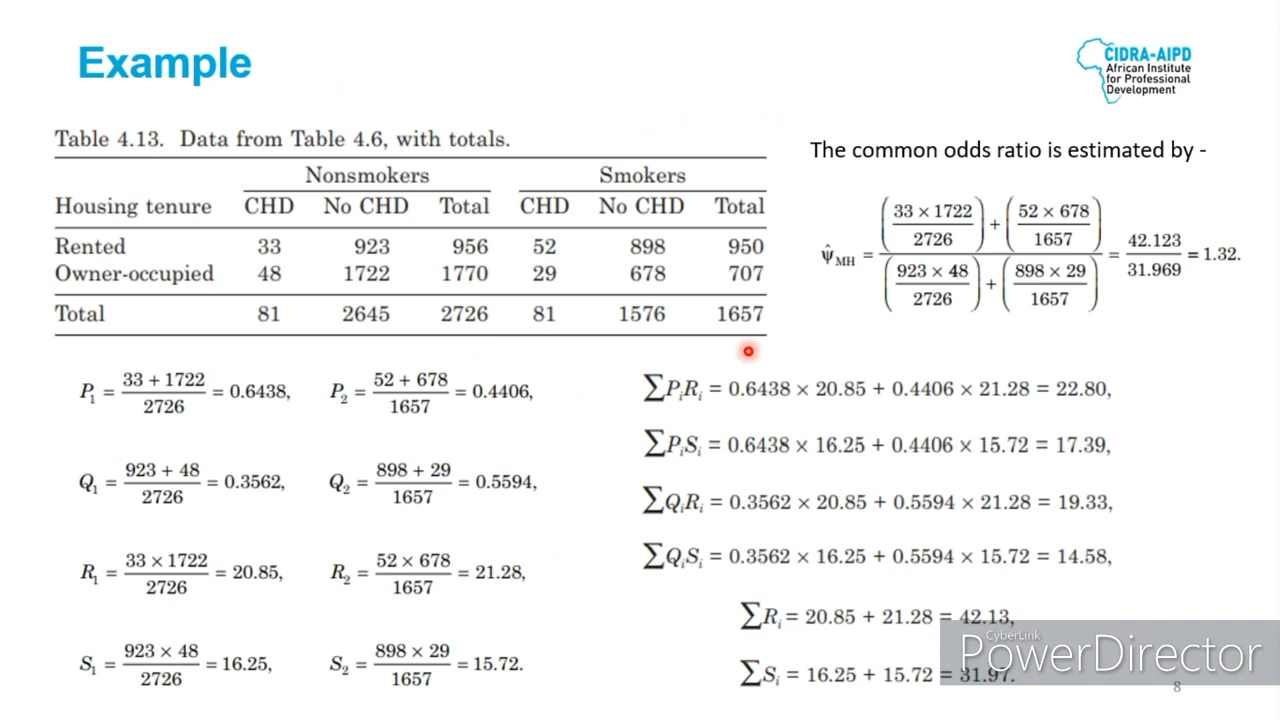 Example
CIDRA-AIPD
African Institute
for Professional
Development
Table 4.13. Data from Table 4.6, with totals.
Nonsmokers Smokers
Housing tenure CHD No CHD Total CHD No CHD Total
Rented 33 923 956 52 898 950
Owner-occupied 48 1722 1770 29 678 707
Total 81 2645 2726 81 1576 1657
The common odds ratio is estimated by -
ψ̂MH = ((33 × 1722)/2726) + ((52 × 678)/1657) / ((923 × 48)/2726) + ((898 × 29)/1657) = 42.123/31.969 = 1.32.
P₁ = (33 + 1722)/2726 = 0.6438, P₂ = (52 + 678)/1657 = 0.4406,
Q₁ = (923 + 48)/2726 = 0.3562, Q₂ = (898 + 29)/1657 = 0.5594,
R₁ = (33 × 1722)/2726 = 20.85, R₂ = (52 × 678)/1657 = 21.28,
S₁ = (923 × 48)/2726 = 16.25, S₂ = (898 × 29)/1657 = 15.72.
∑PᵢRᵢ = 0.6438 × 20.85 + 0.4406 × 21.28 = 22.80,
∑PᵢSᵢ = 0.6438 × 16.25 + 0.4406 × 15.72 = 17.39,
∑QᵢRᵢ = 0.3562 × 20.85 + 0.5594 × 21.28 = 19.33,
∑QᵢSᵢ = 0.3562 × 16.25 + 0.5594 × 15.72 = 14.58,
∑Rᵢ = 20.85 + 21.28 = 42.13,
∑Sᵢ = 16.25 + 15.72 = 31.97.
CyberLink
PowerDirector
8